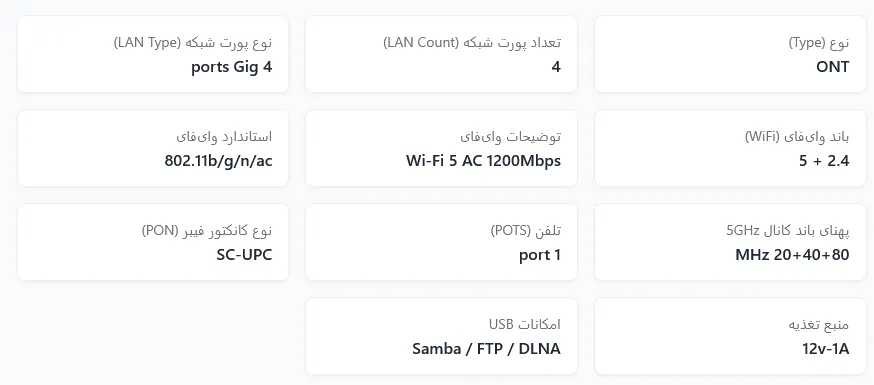 نوع (Type)
ONT
تعداد پورت شبکه (LAN Count)
4
نوع پورت شبکه (LAN Type)
4 ports Gig
باند وای‌فای (WiFi)
2.4 + 5
توضیحات وای‌فای
Wi-Fi 5 AC 1200Mbps
استاندارد وای‌فای
802.11b/g/n/ac
پهنای باند کانال 5GHz
20+40+80 MHz
تلفن (POTS)
1 port
نوع کانکتور فیبر (PON)
SC-UPC
منبع تغذیه
12v-1A
امکانات USB
Samba / FTP / DLNA